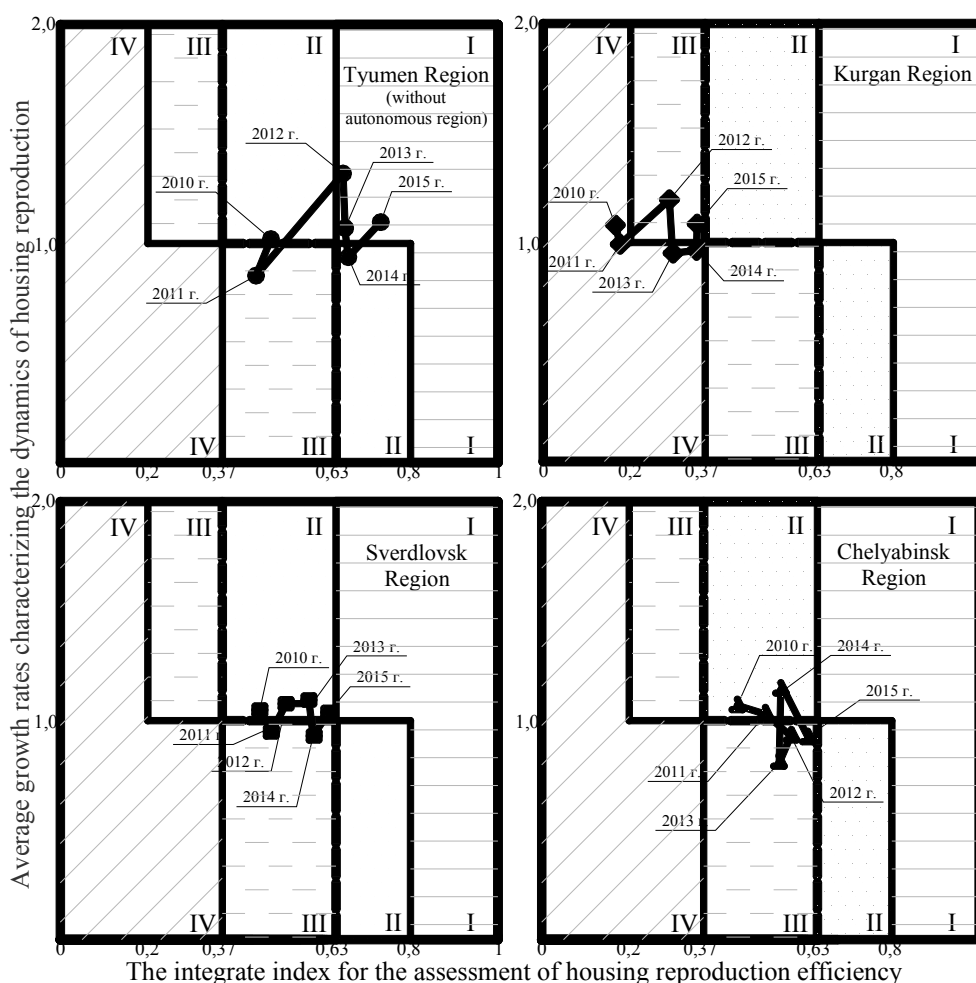 Average growth rates characterizing the dynamics of housing reproduction
2,0
IV III II I
Tyumen Region
(without
autonomous region)
2012 г.
2013 г.
2010 г.
2015 г.
1,0
2011 г.
2014 г
IV III II I
0 0,2 0,37 0,63 0,8 1
IV III II I
Kurgan Region
2012 г.
2010 г.
2015 г.
1,0
2011 г.
2013 г.
2014 г.
IV III II I
0 0,2 0,37 0,63 0,8 1
2,0
IV III II I
Sverdlovsk
Region
2013 г.
2010 г.
2015 г.
1,0
2011 г
2012 г.
2014 г.
IV III II I
0 0,2 0,37 0,63 0,8 1
IV III II I
Chelyabinsk
Region
2010 г.
2014 г.
2015 г.
1,0
2011 г.
2012 г.
2013 г
IV III II I
0 0,2 0,37 0,63 0,8 1
The integrate index for the assessment of housing reproduction efficiency